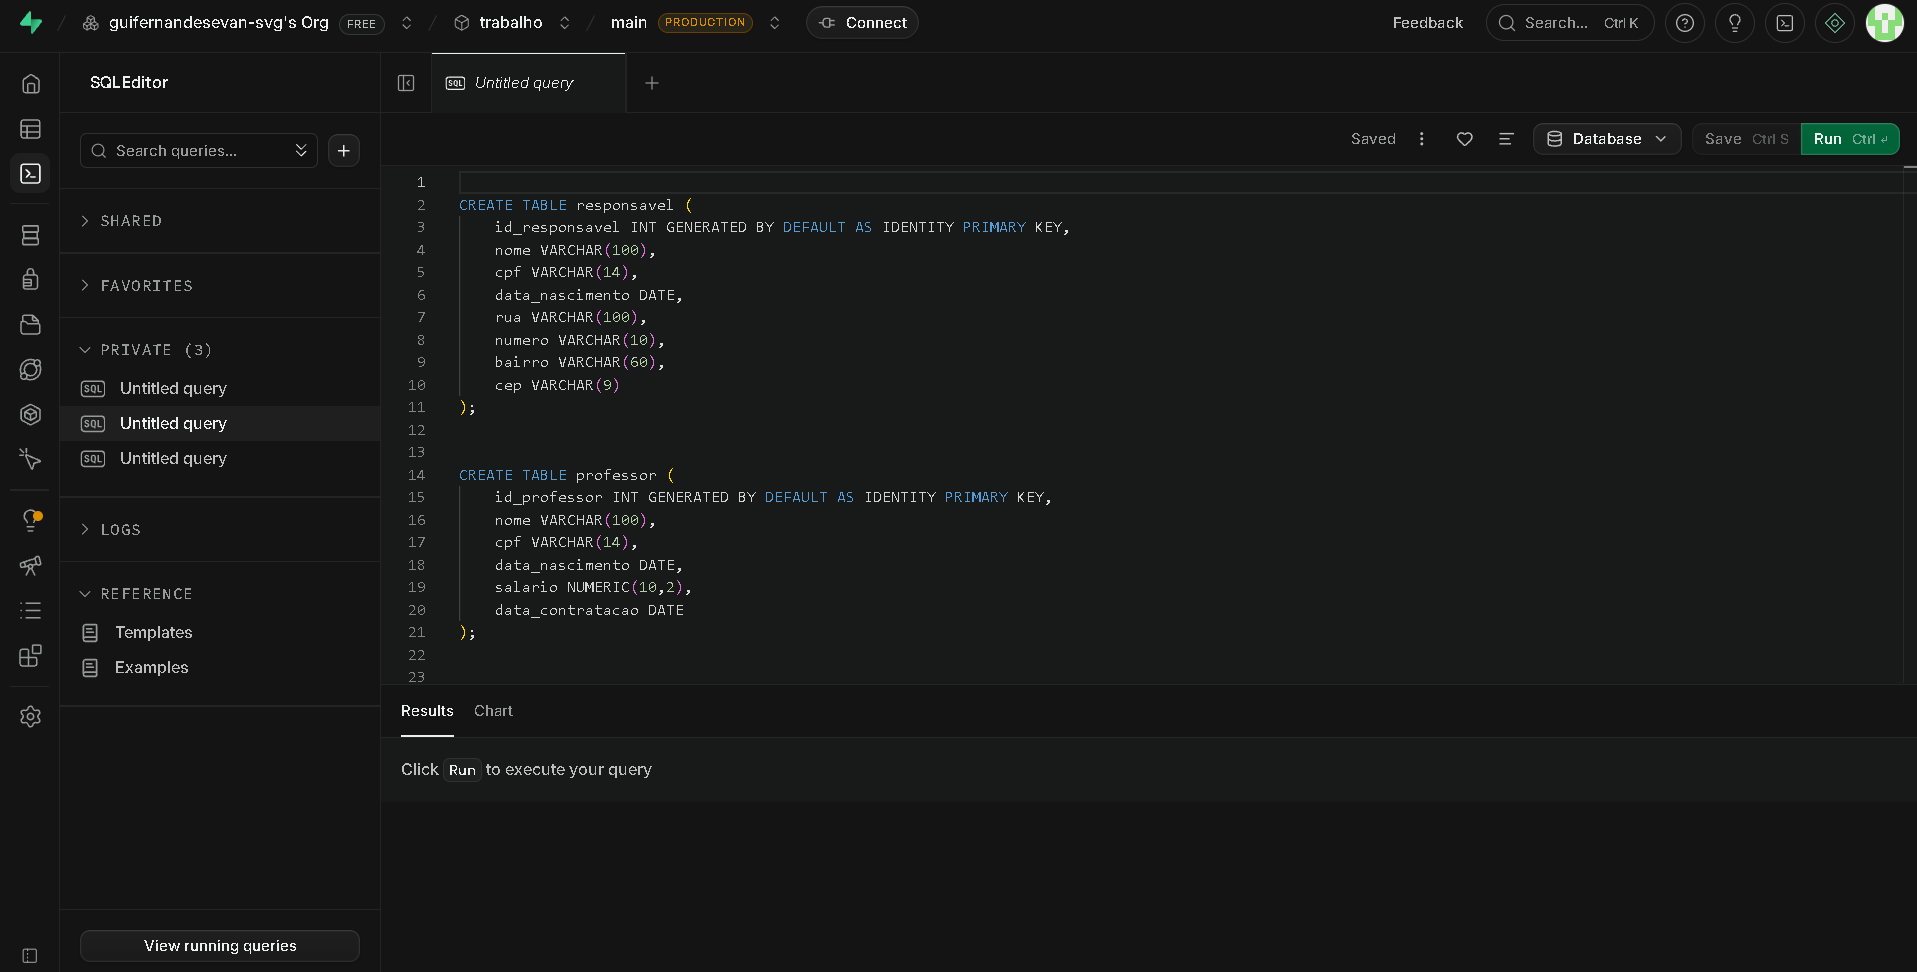 guifernandesevan-svg's Org FREE trabalho main PRODUCTION Connect Feedback Search... Ctrl K
SQL Editor
SQL Untitled query
Search queries...
Saved Database Save Ctrl S Run Ctrl ↵
SHARED
FAVORITES
PRIVATE (3)
SQL Untitled query
SQL Untitled query
SQL Untitled query
LOGS
REFERENCE
Templates
Examples
View running queries
1
2 CREATE TABLE responsavel (
3 id_responsavel INT GENERATED BY DEFAULT AS IDENTITY PRIMARY KEY,
4 nome VARCHAR(100),
5 cpf VARCHAR(14),
6 data_nascimento DATE,
7 rua VARCHAR(100),
8 numero VARCHAR(10),
9 bairro VARCHAR(60),
10 cep VARCHAR(9)
11 );
12
13
14 CREATE TABLE professor (
15 id_professor INT GENERATED BY DEFAULT AS IDENTITY PRIMARY KEY,
16 nome VARCHAR(100),
17 cpf VARCHAR(14),
18 data_nascimento DATE,
19 salario NUMERIC(10,2),
20 data_contratacao DATE
21 );
22
23
Results Chart
Click Run to execute your query